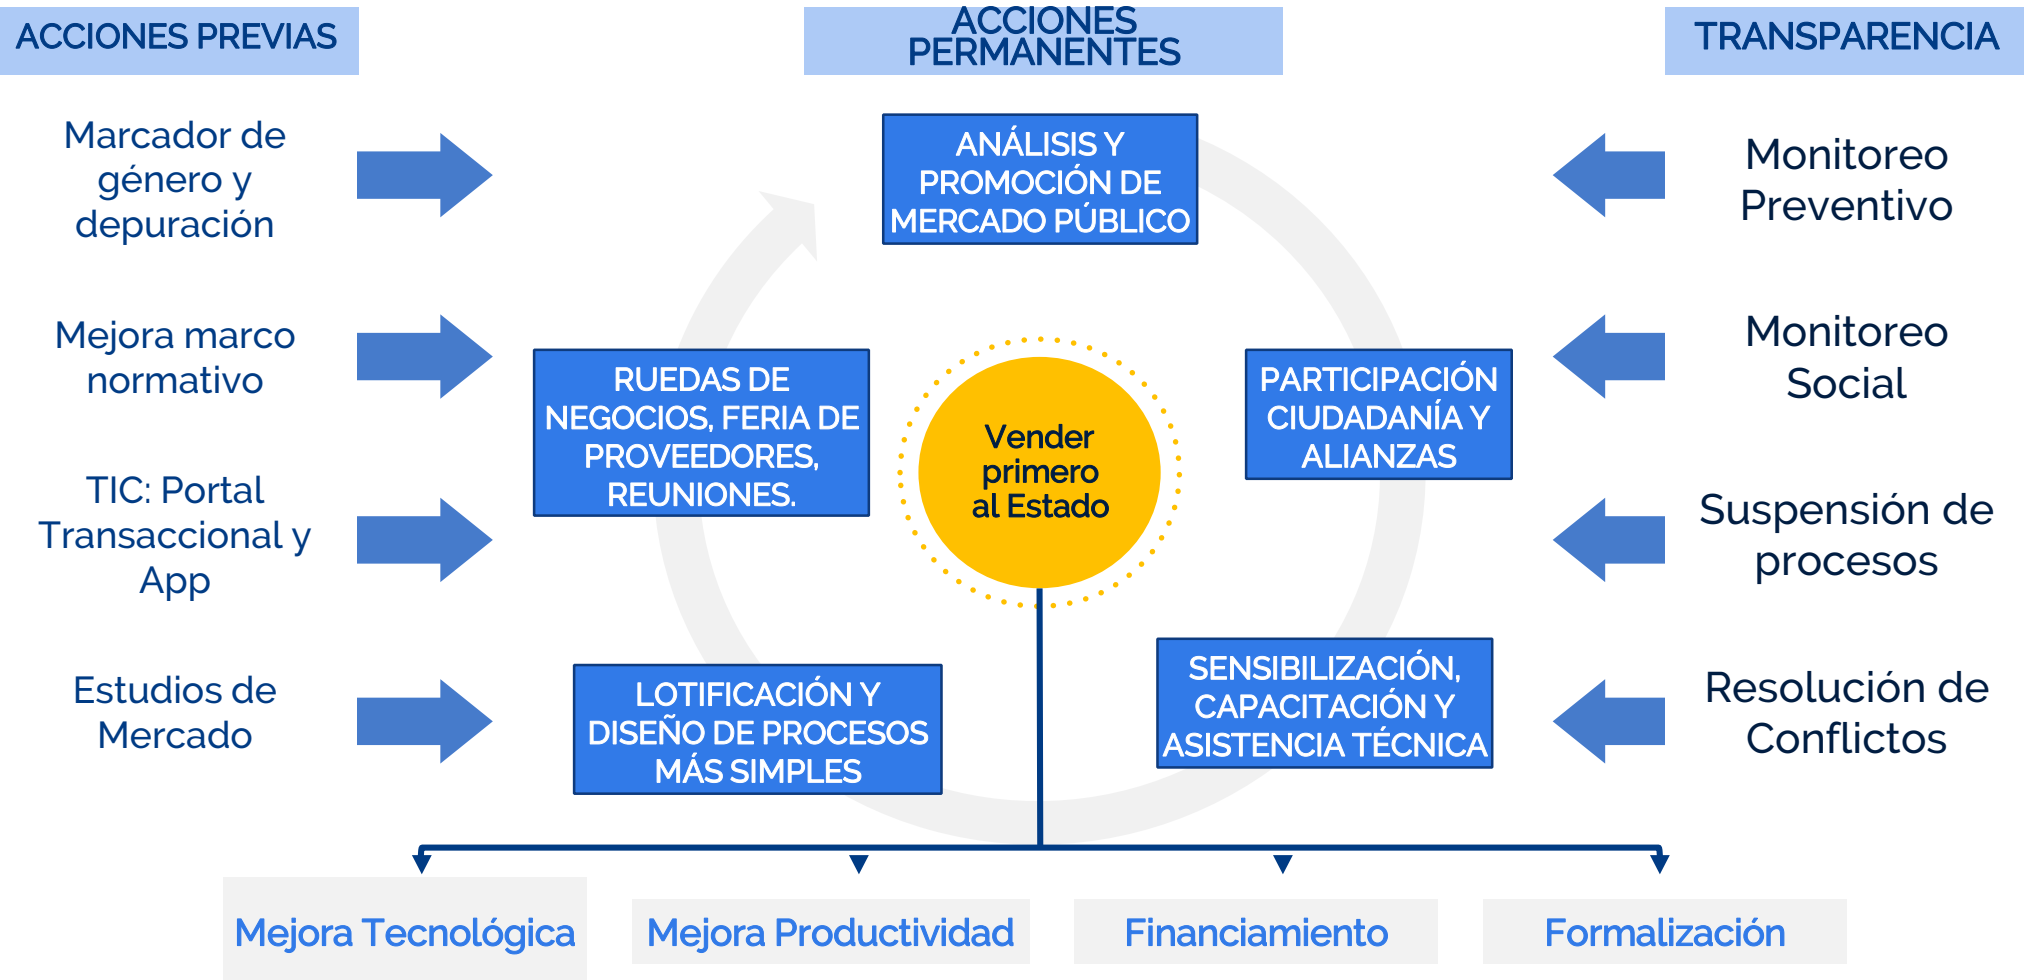 ACCIONES PREVIAS
Marcador de
género y
depuración
Mejora marco
normativo
TIC: Portal
Transaccional y
App
Estudios de
Mercado
ACCIONES
PERMANENTES
ANÁLISIS Y
PROMOCIÓN DE
MERCADO PÚBLICO
RUEDAS DE
NEGOCIOS, FERIA DE
PROVEEDORES,
REUNIONES.
Vender
primero
al Estado
PARTICIPACIÓN
CIUDADANÍA Y
ALIANZAS
LOTIFICACIÓN Y
DISEÑO DE PROCESOS
MÁS SIMPLES
SENSIBILIZACIÓN,
CAPACITACIÓN Y
ASISTENCIA TÉCNICA
TRANSPARENCIA
Monitoreo
Preventivo
Monitoreo
Social
Suspensión de
procesos
Resolución de
Conflictos
Mejora Tecnológica
Mejora Productividad
Financiamiento
Formalización